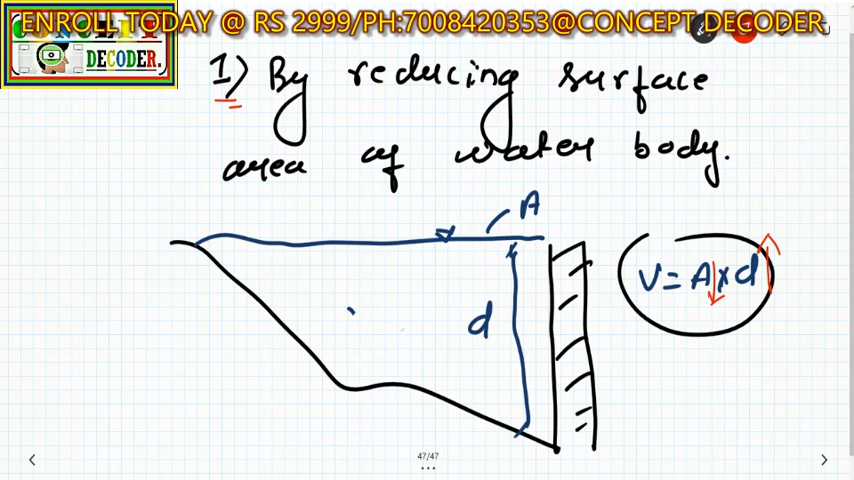 ENROLL TODAY @ RS 2999/PH:7008420353@CONCEPT DECODER.
DECODER.
1) By reducing surface
area of water body.
A
d
V = A↓ x d↑
47/47